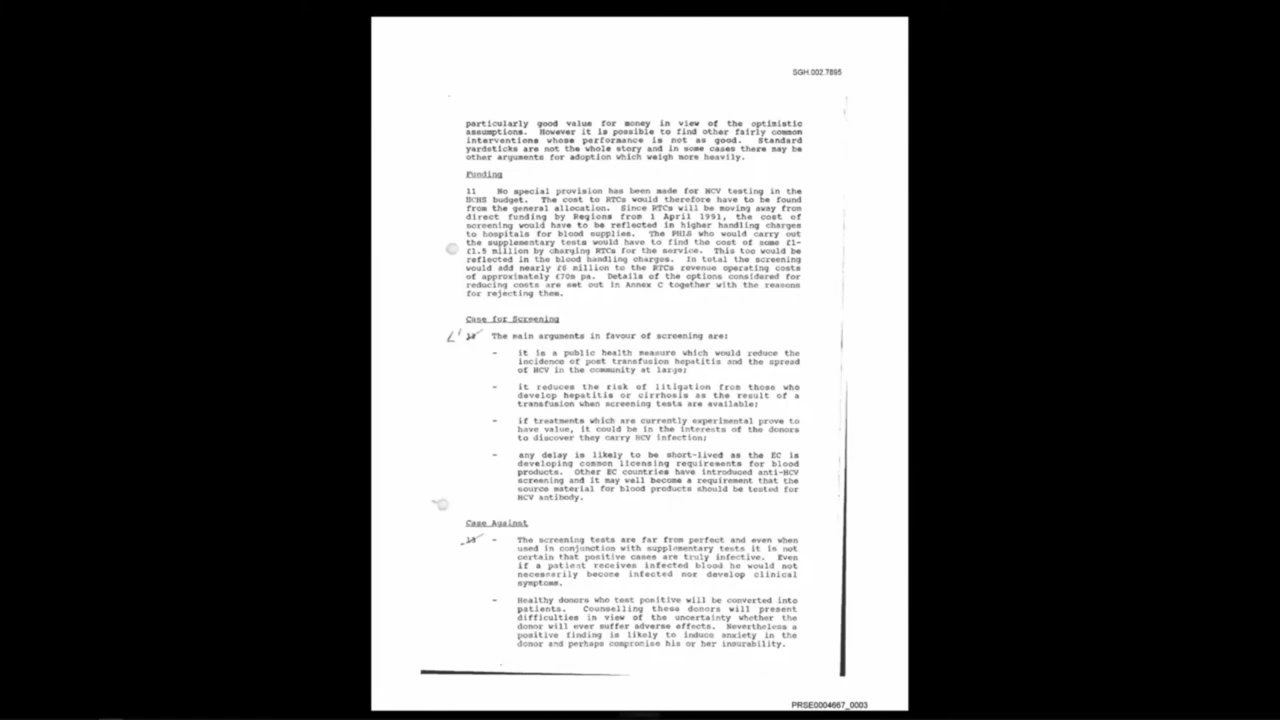 SGH.002.7895
particularly good value for money in view of the optimistic
assumptions. However it is possible to find other fairly common
interventions whose performance is not as good. Standard
yardsticks are not the whole story and in some cases there may be
other arguments for adoption which weigh more heavily.
Funding
11 No special provision has been made for HCV testing in the
HCHS budget. The cost to RTCs would therefore have to be found
from the general allocation. Since RTCs will be moving away from
direct funding by Regions from 1 April 1991, the cost of
screening would have to be reflected in higher handling charges
to hospitals for blood supplies. The PHLS who would carry out
the supplementary tests would have to find the cost of some £1-
£1.5 million by charging RTCs for the service. This too would be
reflected in the blood handling charges. In total the screening
would add nearly £6 million to the RTCs revenue operating costs
of approximately £70m pa. Details of the options considered for
reducing costs are set out in Annex C together with the reasons
for rejecting them.
Case for Screening
The main arguments in favour of screening are:
- it is a public health measure which would reduce the
incidence of post transfusion hepatitis and the spread
of HCV in the community at large;
- it reduces the risk of litigation from those who
develop hepatitis or cirrhosis as the result of a
transfusion when screening tests are available;
- if treatments which are currently experimental prove to
have value, it could be in the interests of the donors
to discover they carry HCV infection;
- any delay is likely to be short-lived as the EC is
developing common licensing requirements for blood
products. Other EC countries have introduced anti-HCV
screening and it may well become a requirement that the
source material for blood products should be tested for
HCV antibody.
Case Against
- The screening tests are far from perfect and even when
used in conjunction with supplementary tests it is not
certain that positive cases are truly infective. Even
if a patient receives infected blood he would not
necessarily become infected nor develop clinical
symptoms.
- Healthy donors who test positive will be converted into
patients. Counselling these donors will present
difficulties in view of the uncertainty whether the
donor will ever suffer adverse effects. Nevertheless a
positive finding is likely to induce anxiety in the
donor and perhaps compromise his or her insurability.
PRSE0004667_0003